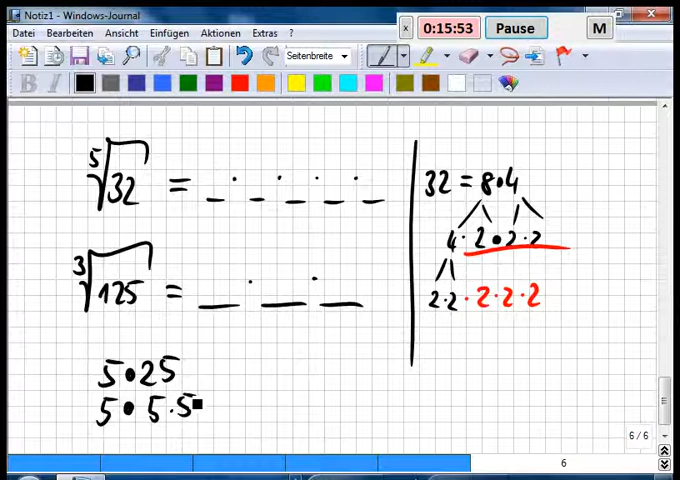 Notiz1 - Windows-Journal
x 00:15:53 Pause M
Datei Bearbeiten Ansicht Einfügen Aktionen Extras ?
Seitenbreite
B I
⁵√32 = _ · _ · _ · _ · _
32 = 8·4
4 · 2 · 2 · 2
³√125 = _ · _ · _
2·2 · 2·2·2
5·25
5· 5·5
6 / 6
6